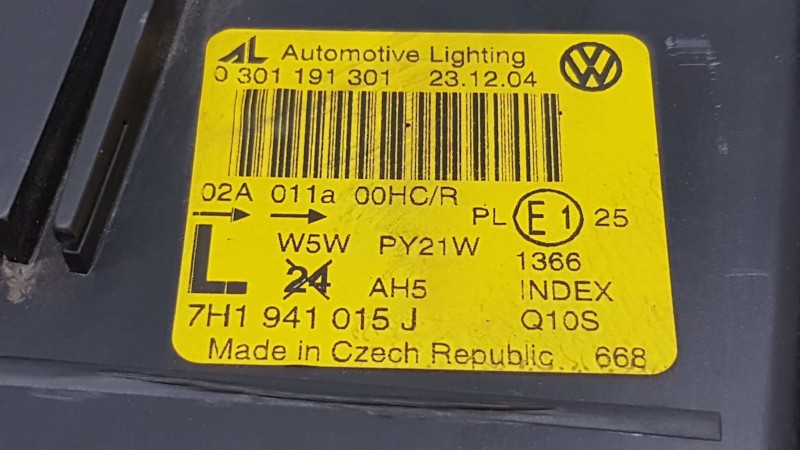 AL Automotive Lighting
0 301 191 301 23.12.04
02A 011a 00HC/R
PL E1 25
L W5W PY21W 1366
24 AH5 INDEX
7H1 941 015 J Q10S
Made in Czech Republic 668